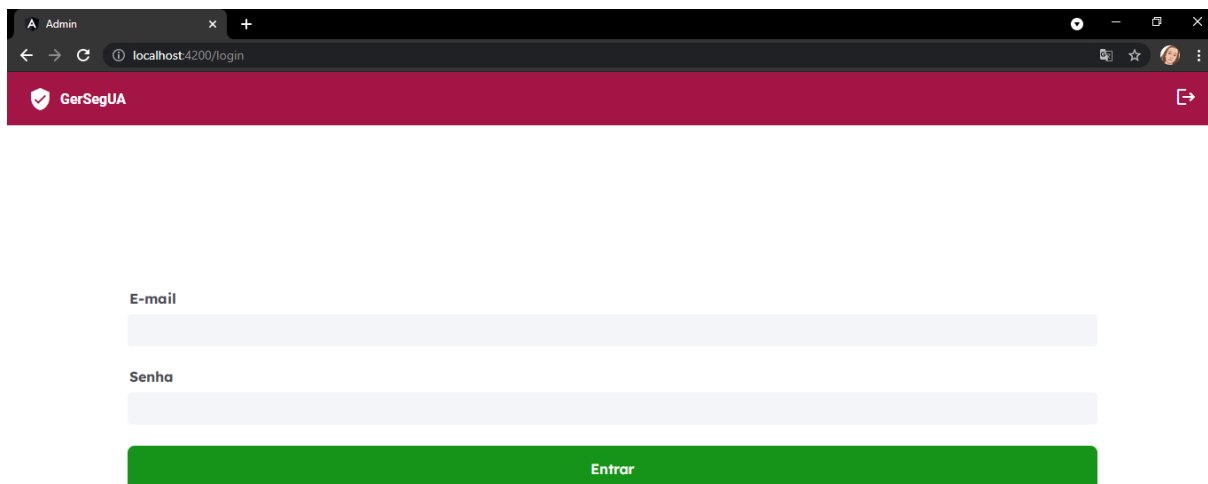 Admin
localhost:4200/login
GerSegUA
E-mail
Senha
Entrar